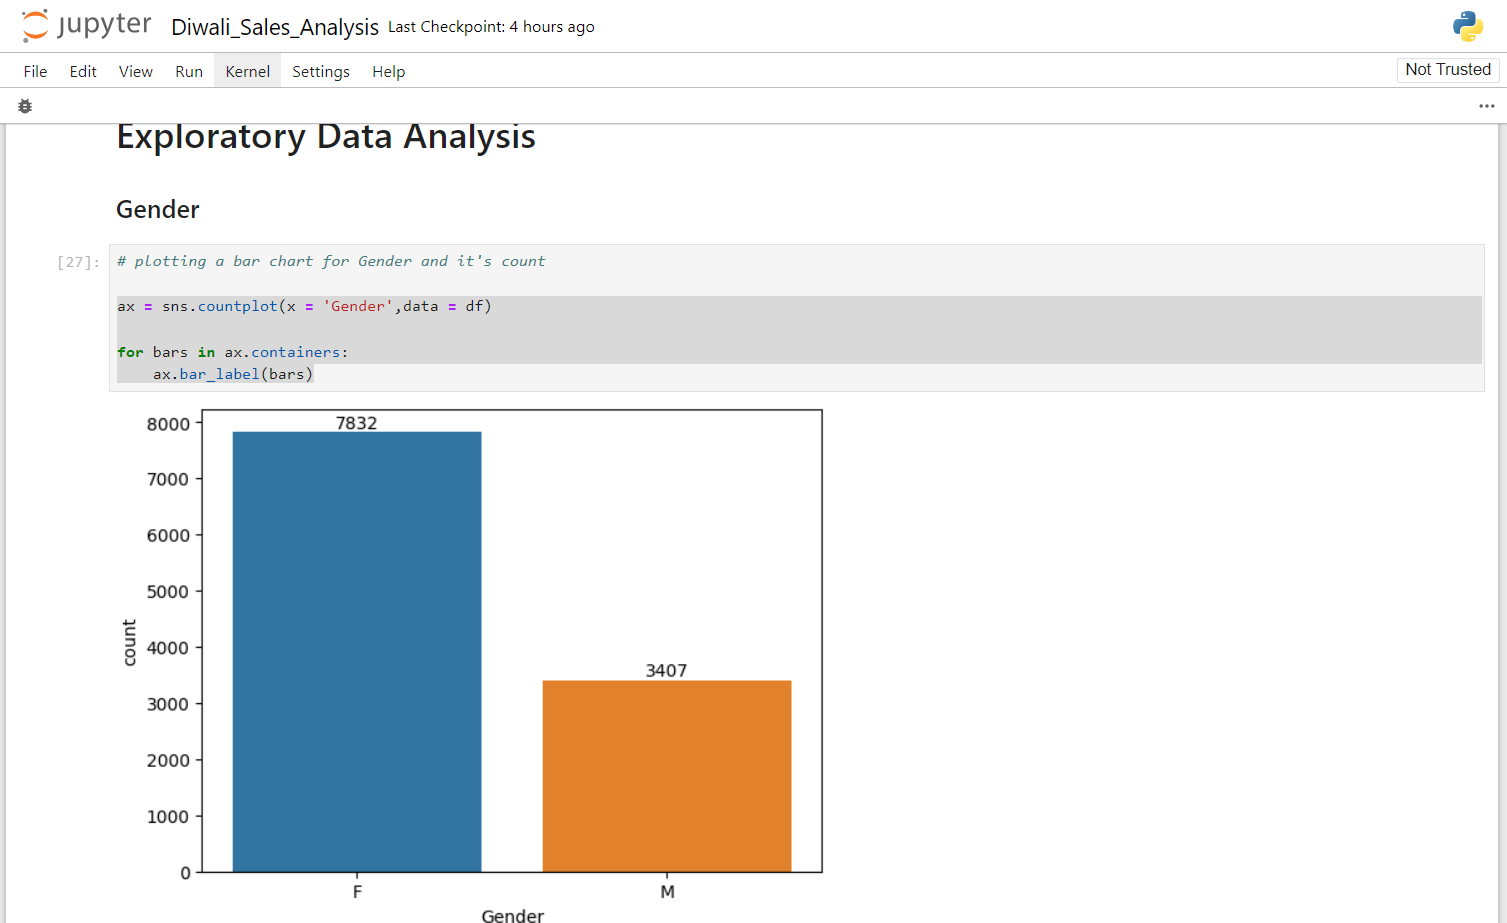 jupyter Diwali_Sales_Analysis Last Checkpoint: 4 hours ago
File Edit View Run Kernel Settings Help Not Trusted
Exploratory Data Analysis
Gender
[27]: # plotting a bar chart for Gender and it's count
ax = sns.countplot(x = 'Gender',data = df)
for bars in ax.containers:
    ax.bar_label(bars)
8000
7000
6000
5000
4000
3000
2000
1000
0
count
7832
3407
F M
Gender